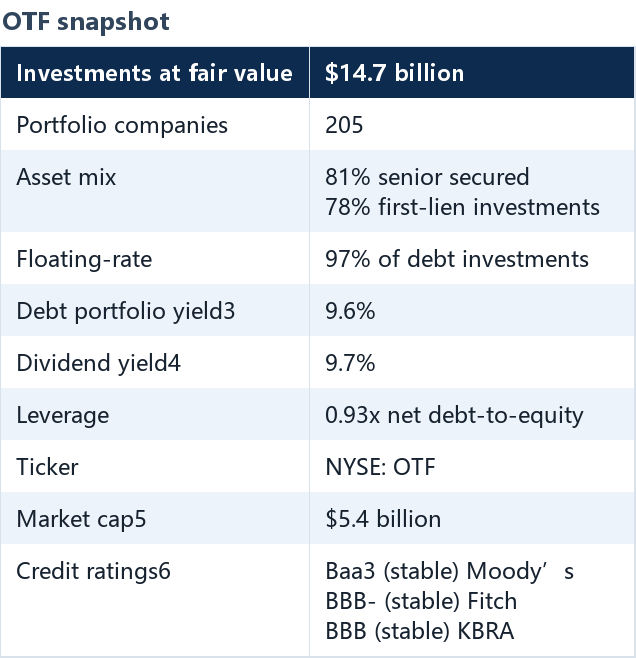 OTF snapshot
Investments at fair value $14.7 billion
Portfolio companies 205
Asset mix 81% senior secured
78% first-lien investments
Floating-rate 97% of debt investments
Debt portfolio yield3 9.6%
Dividend yield4 9.7%
Leverage 0.93x net debt-to-equity
Ticker NYSE: OTF
Market cap5 $5.4 billion
Credit ratings6 Baa3 (stable) Moody’s
BBB- (stable) Fitch
BBB (stable) KBRA